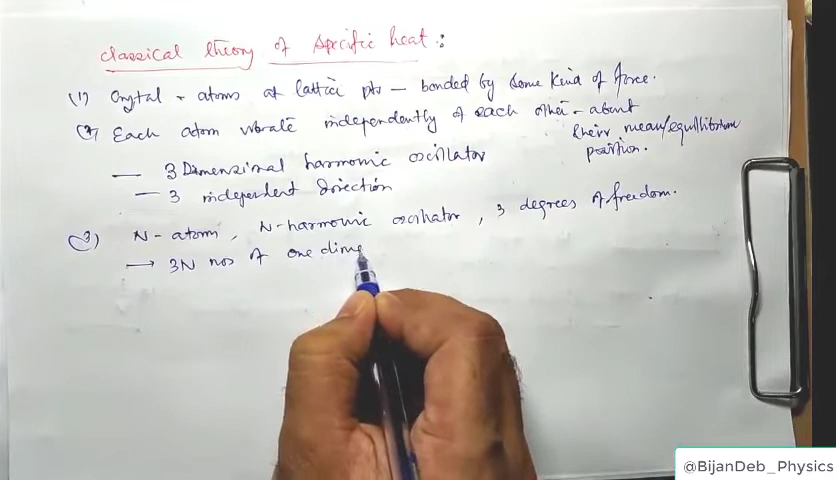 classical theory of specific heat :
(1) Crystal - atoms at lattice pts - bonded by some kind of force.
(2) Each atom vibrate independently of each other - about
their mean/equilibrium
position.
— 3 Dimensional harmonic oscillator
— 3 independent direction
(3) N-atom, N-harmonic oscillator, 3 degrees of freedom.
→ 3N nos of one dime
@BijanDeb_Physics